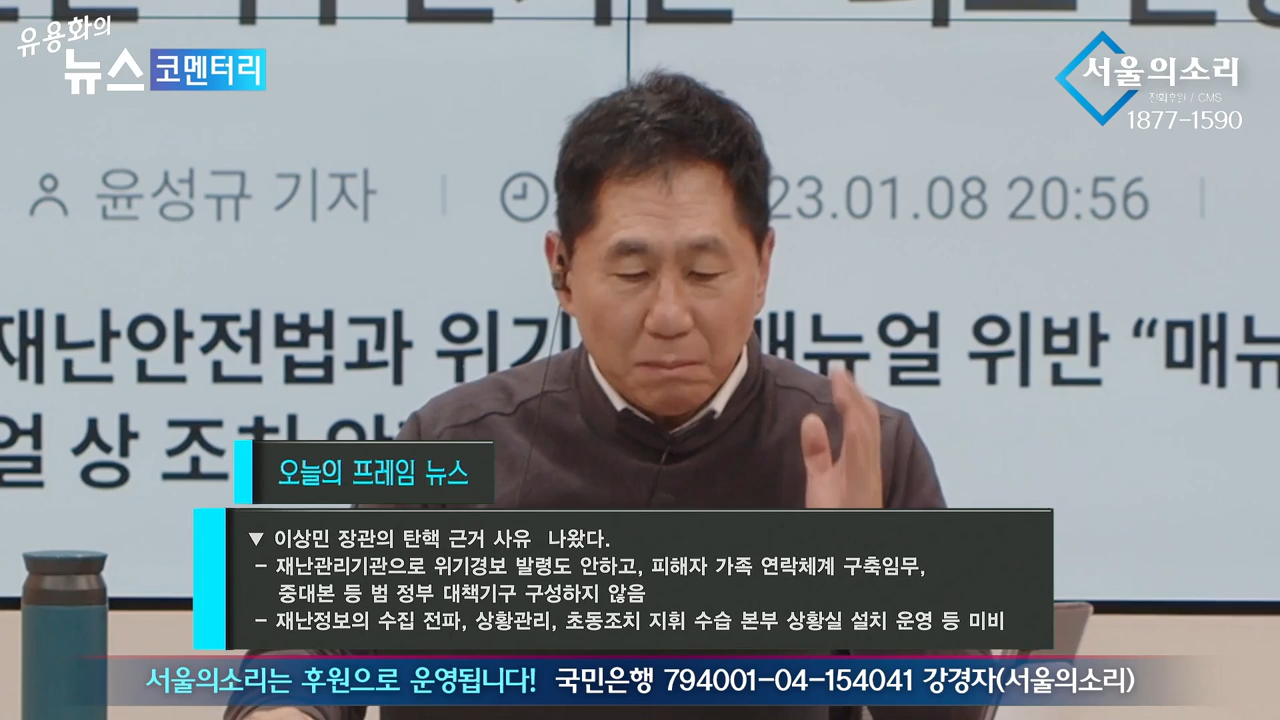 유용화의
뉴스 코멘터리
서울의소리
전화후원 / CMS
1877-1590
윤성규 기자
23.01.08 20:56
재난안전법과 위기 매뉴얼 위반 “매뉴
얼 상 조치
오늘의 프레임 뉴스
▼ 이상민 장관의 탄핵 근거 사유 나왔다.
- 재난관리기관으로 위기경보 발령도 안하고, 피해자 가족 연락체계 구축임무,
중대본 등 범 정부 대책기구 구성하지 않음
- 재난정보의 수집 전파, 상황관리, 초동조치 지휘 수습 본부 상황실 설치 운영 등 미비
서울의소리는 후원으로 운영됩니다! 국민은행 794001-04-154041 강경자(서울의소리)